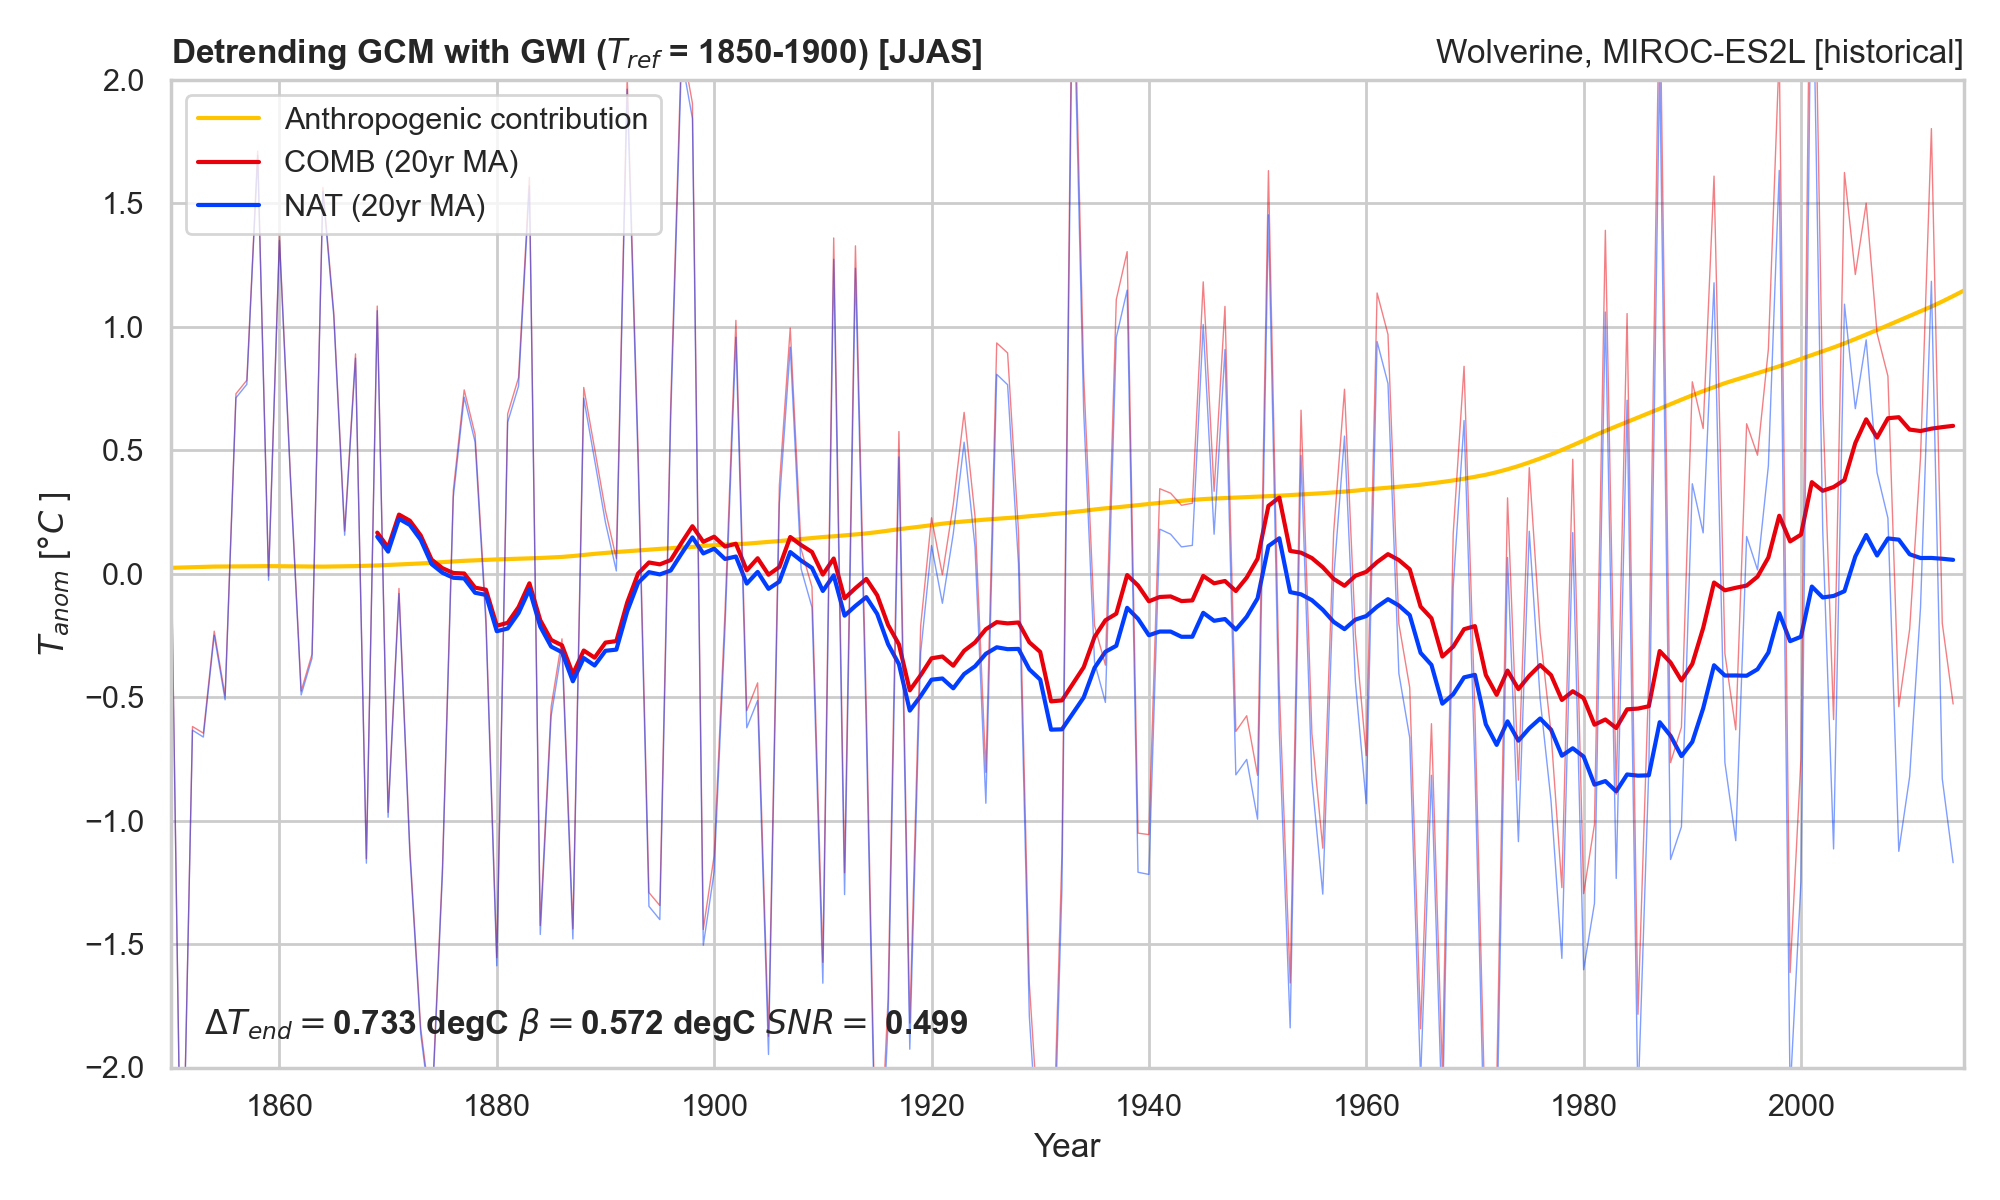 Detrending GCM with GWI (T_ref = 1850-1900) [JJAS]
Wolverine, MIROC-ES2L [historical]
Anthropogenic contribution
COMB (20yr MA)
NAT (20yr MA)
2.0
1.5
1.0
0.5
0.0
−0.5
−1.0
−1.5
−2.0
T_anom [°C]
ΔT_end = 0.733 degC β = 0.572 degC SNR = 0.499
1860 1880 1900 1920 1940 1960 1980 2000
Year